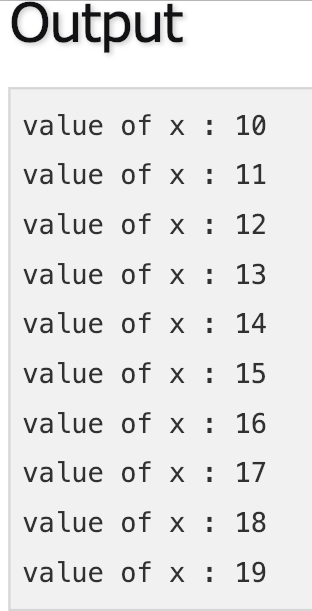 Output
value of x : 10
value of x : 11
value of x : 12
value of x : 13
value of x : 14
value of x : 15
value of x : 16
value of x : 17
value of x : 18
value of x : 19